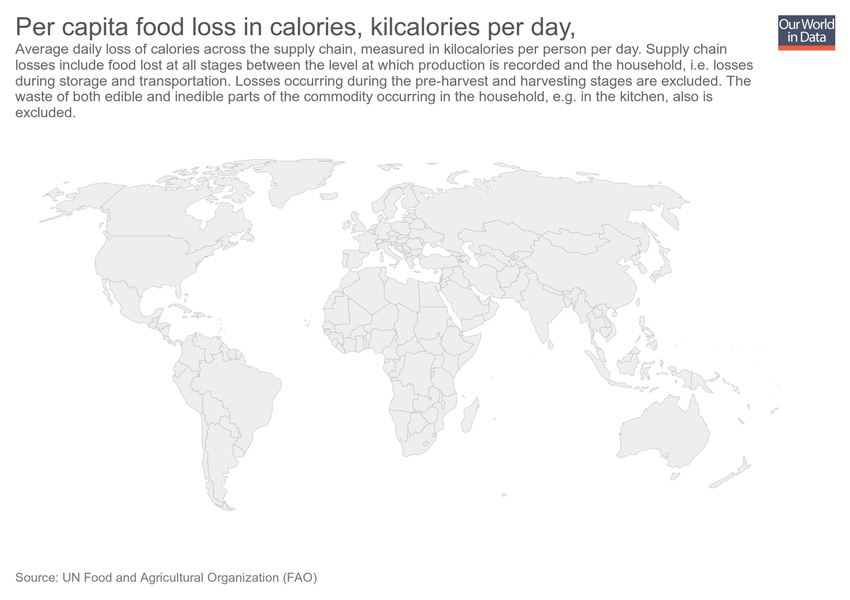 Per capita food loss in calories, kilcalories per day,
Our World
in Data
Average daily loss of calories across the supply chain, measured in kilocalories per person per day. Supply chain
losses include food lost at all stages between the level at which production is recorded and the household, i.e. losses
during storage and transportation. Losses occurring during the pre-harvest and harvesting stages are excluded. The
waste of both edible and inedible parts of the commodity occurring in the household, e.g. in the kitchen, also is
excluded.
Source: UN Food and Agricultural Organization (FAO)